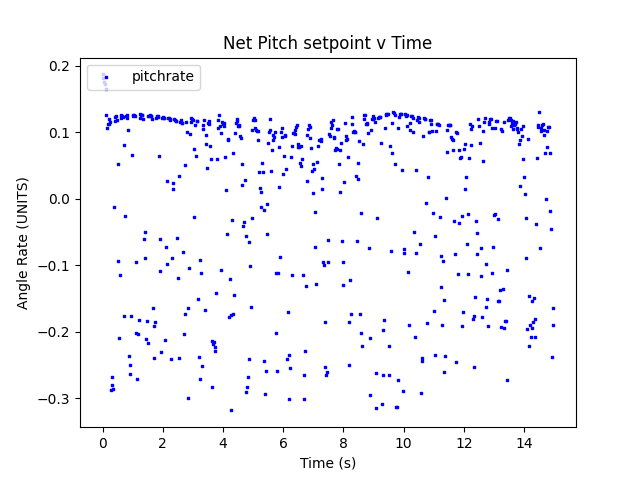 Net Pitch setpoint v Time
pitchrate
0.2
0.1
0.0
−0.1
−0.2
−0.3
Angle Rate (UNITS)
0 2 4 6 8 10 12 14
Time (s)